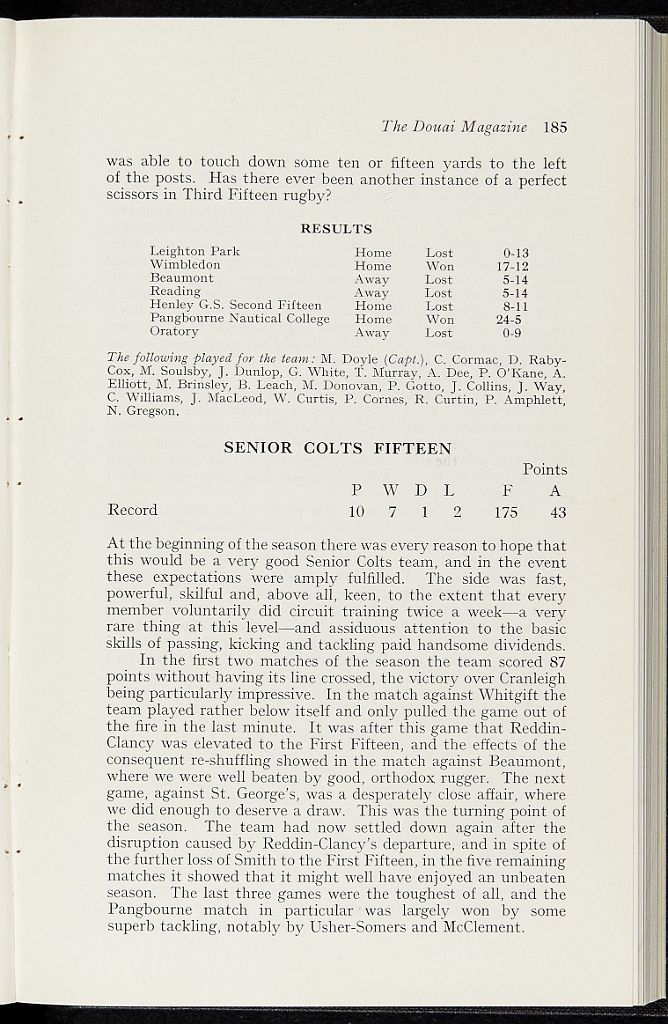 The Douai Magazine 185
was able to touch down some ten or fifteen yards to the left
of the posts. Has there ever been another instance of a perfect
scissors in Third Fifteen rugby?
RESULTS
Leighton Park Home Lost 0-13
Wimbledon Home Won 17-12
Beaumont Away Lost 5-14
Reading Away Lost 5-14
Henley G.S. Second Fifteen Home Lost 8-11
Pangbourne Nautical College Home Won 24-5
Oratory Away Lost 0-9
The following played for the team: M. Doyle (Capt.), C. Cormac, D. Raby-
Cox, M. Soulsby, J. Dunlop, G. White, T. Murray, A. Dee, P. O'Kane, A.
Elliott, M. Brinsley, B. Leach, M. Donovan, P. Gotto, J. Collins, J. Way,
C. Williams, J. MacLeod, W. Curtis, P. Cornes, R. Curtin, P. Amphlett,
N. Gregson.
SENIOR COLTS FIFTEEN
Points
P W D L F A
Record 10 7 1 2 175 43
At the beginning of the season there was every reason to hope that
this would be a very good Senior Colts team, and in the event
these expectations were amply fulfilled. The side was fast,
powerful, skilful and, above all, keen, to the extent that every
member voluntarily did circuit training twice a week—a very
rare thing at this level—and assiduous attention to the basic
skills of passing, kicking and tackling paid handsome dividends.
In the first two matches of the season the team scored 87
points without having its line crossed, the victory over Cranleigh
being particularly impressive. In the match against Whitgift the
team played rather below itself and only pulled the game out of
the fire in the last minute. It was after this game that Reddin-
Clancy was elevated to the First Fifteen, and the effects of the
consequent re-shuffling showed in the match against Beaumont,
where we were well beaten by good, orthodox rugger. The next
game, against St. George's, was a desperately close affair, where
we did enough to deserve a draw. This was the turning point of
the season. The team had now settled down again after the
disruption caused by Reddin-Clancy's departure, and in spite of
the further loss of Smith to the First Fifteen, in the five remaining
matches it showed that it might well have enjoyed an unbeaten
season. The last three games were the toughest of all, and the
Pangbourne match in particular was largely won by some
superb tackling, notably by Usher-Somers and McClement.